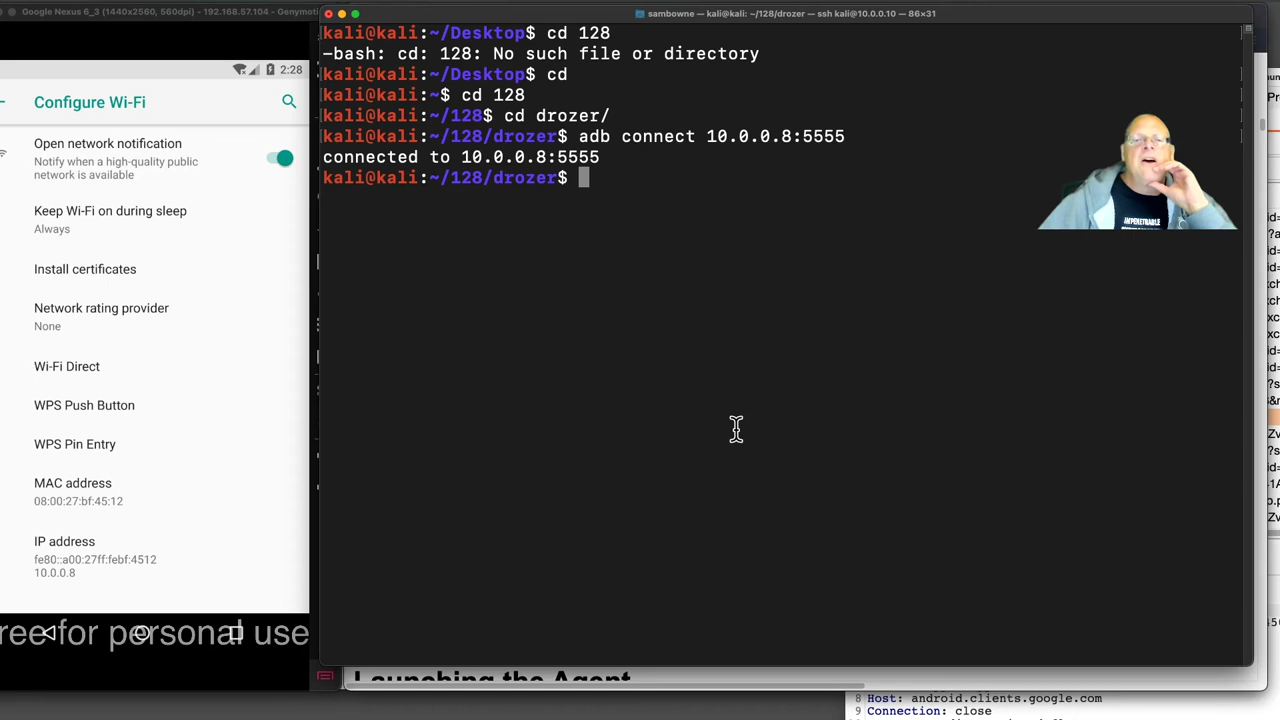 Google Nexus 6_3 (1440x2560, 560dpi) - 192.168.57.104 - Genymoti
sambowne — kali@kali: ~/128/drozer — ssh kali@10.0.0.10 — 86×31
kali@kali:~/Desktop$ cd 128
-bash: cd: 128: No such file or directory
kali@kali:~/Desktop$ cd
kali@kali:~$ cd 128
kali@kali:~/128$ cd drozer/
kali@kali:~/128/drozer$ adb connect 10.0.0.8:5555
connected to 10.0.0.8:5555
kali@kali:~/128/drozer$
2:28
Configure Wi-Fi
Open network notification
Notify when a high-quality public
network is available
Keep Wi-Fi on during sleep
Always
Install certificates
Network rating provider
None
Wi-Fi Direct
WPS Push Button
WPS Pin Entry
MAC address
08:00:27:bf:45:12
IP address
fe80::a00:27ff:febf:4512
10.0.0.8
ree for personal use
IMPENETRABLE
Launching the Agent
8 Host: android.clients.google.com
9 Connection: close